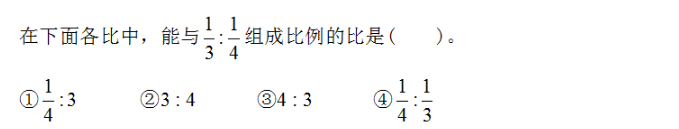 在下面各比中，能与1/3:1/4组成比例的比是(　　)。
①1/4:3　　②3:4　　③4:3　　④1/4:1/3